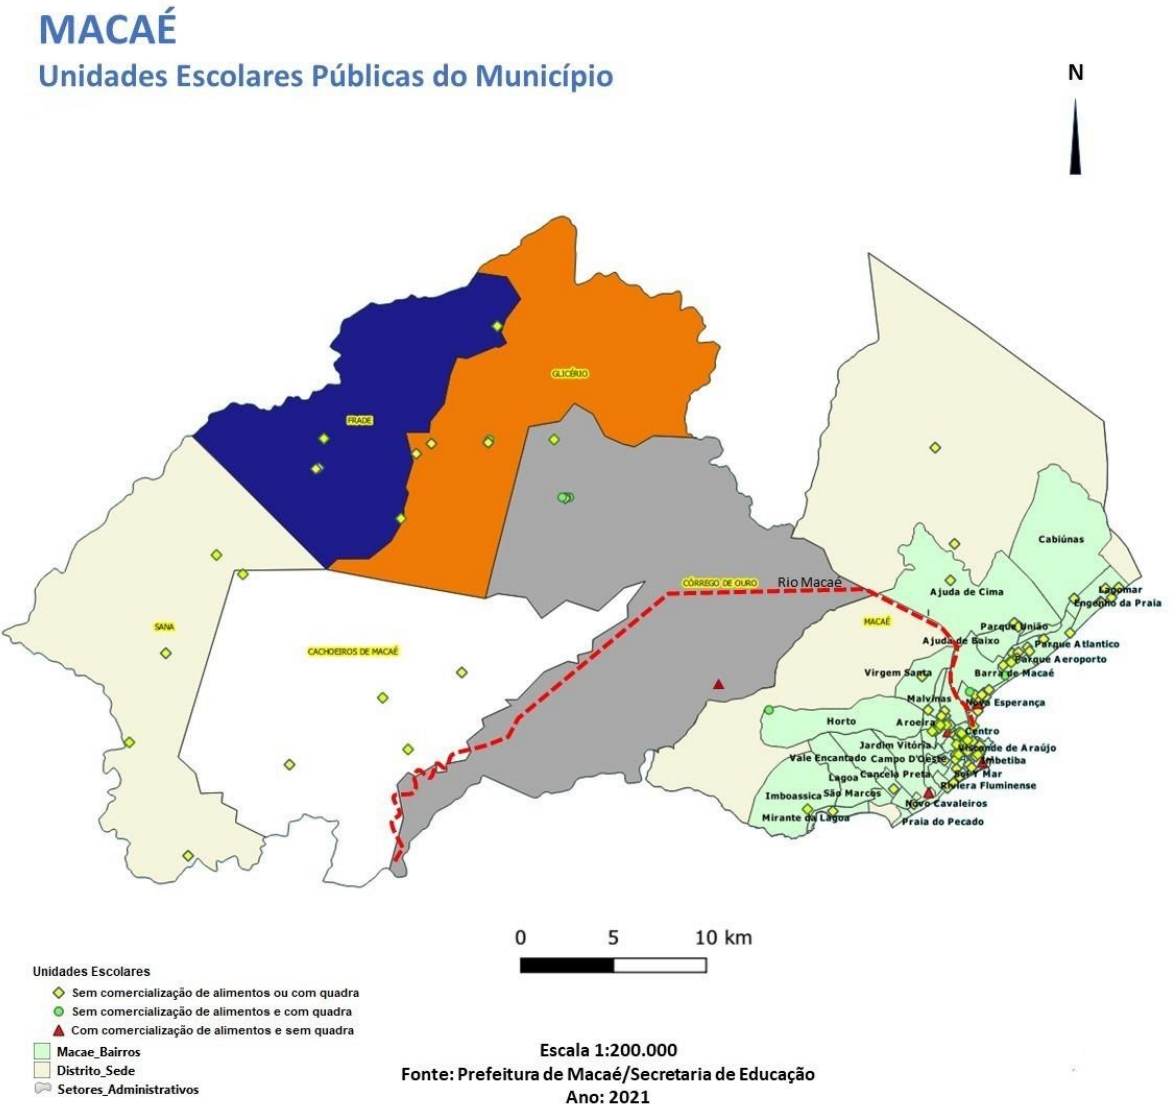 MACAÉ
Unidades Escolares Públicas do Município
N
GLICÉRIO
FRADE
Cabiúnas
CÓRREGO DE OURO
Rio Macaé
Ajuda de Cima
Lagomar
Engenho da Praia
MACAÉ
SANA
Parque União
Ajuda de Baixo
Parque Atlantico
CACHOEIROS DE MACAÉ
Parque Aeroporto
Virgem Santa
Barra de Macaé
Malvinas
Nova Esperança
Horto
Aroeira
Centro
Jardim Vitória
Visconde de Araújo
Vale Encantado
Campo D'Oeste
Imbetiba
Lagoa
Cancela Preta
Sol Y Mar
Riviera Fluminense
Imboassica
São Marcos
Novo Cavaleiros
Mirante da Lagoa
Praia do Pecado
0 5 10 km
Unidades Escolares
Sem comercialização de alimentos ou com quadra
Sem comercialização de alimentos e com quadra
Com comercialização de alimentos e sem quadra
Macae_Bairros
Distrito_Sede
Setores_Administrativos
Escala 1:200.000
Fonte: Prefeitura de Macaé/Secretaria de Educação
Ano: 2021